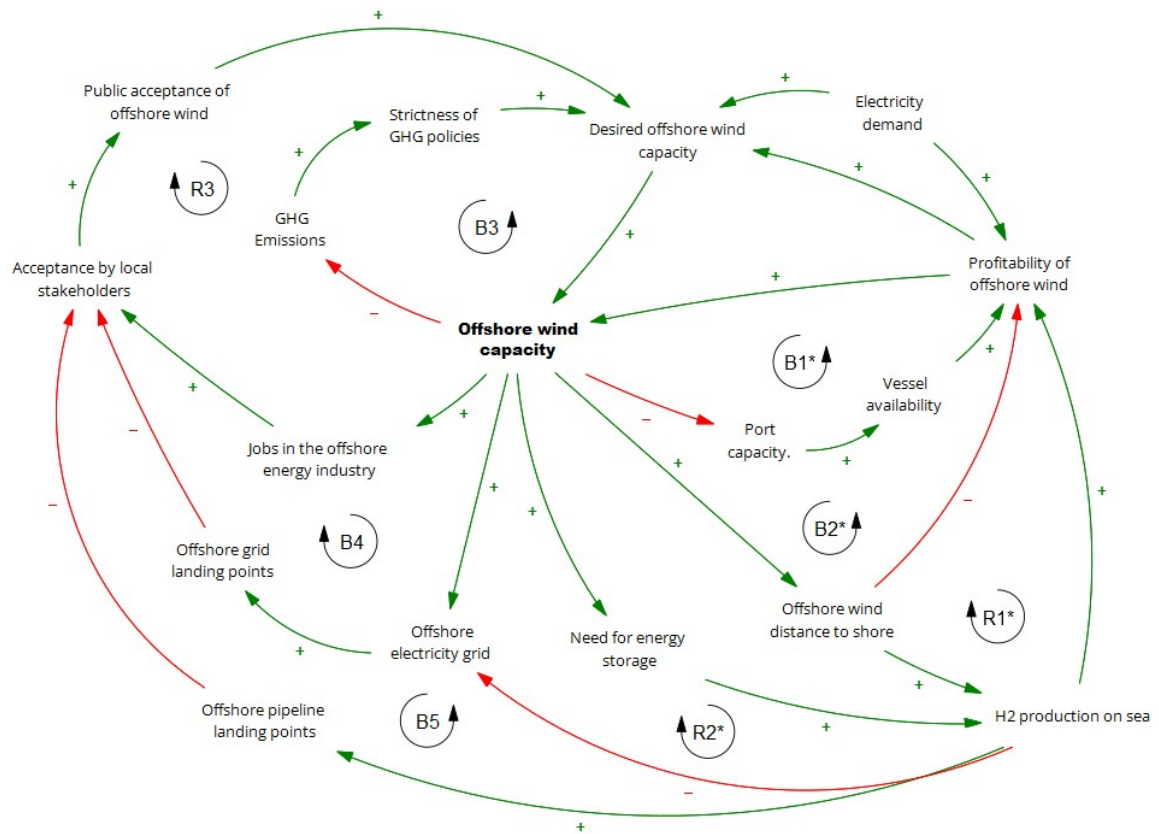 +
Public acceptance of
offshore wind
+
Strictness of
GHG policies
+
Electricity
demand
Desired offshore wind
capacity
+
+
R3
+
+
+
GHG
Emissions
B3
+
Acceptance by local
stakeholders
Profitability of
offshore wind
+
–
Offshore wind
capacity
+
B1*
+
Vessel
availability
+
–
Port
capacity.
–
Jobs in the offshore
energy industry
+
+
–
+
+
–
+
B4
B2*
Offshore grid
landing points
Offshore
electricity grid
Need for energy
storage
Offshore wind
distance to shore
R1*
+
+
Offshore pipeline
landing points
B5
R2*
+
H2 production on sea
–
+